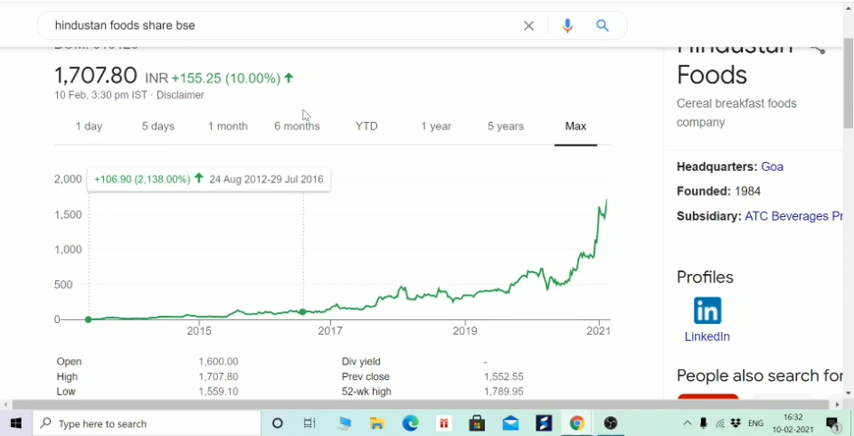 hindustan foods share bse
Hindustan
Foods
1,707.80 INR +155.25 (10.00%)
10 Feb, 3:30 pm IST · Disclaimer
Cereal breakfast foods
company
1 day 5 days 1 month 6 months YTD 1 year 5 years Max
Headquarters: Goa
Founded: 1984
Subsidiary: ATC Beverages Pr
+106.90 (2,138.00%) 24 Aug 2012-29 Jul 2016
2,000
1,500
1,000
500
0
2015 2017 2019 2021
Profiles
in
LinkedIn
Open 1,600.00 Div yield -
High 1,707.80 Prev close 1,552.55
Low 1,559.10 52-wk high 1,789.95
People also search for
Type here to search
ENG
16:32
10-02-2021
1